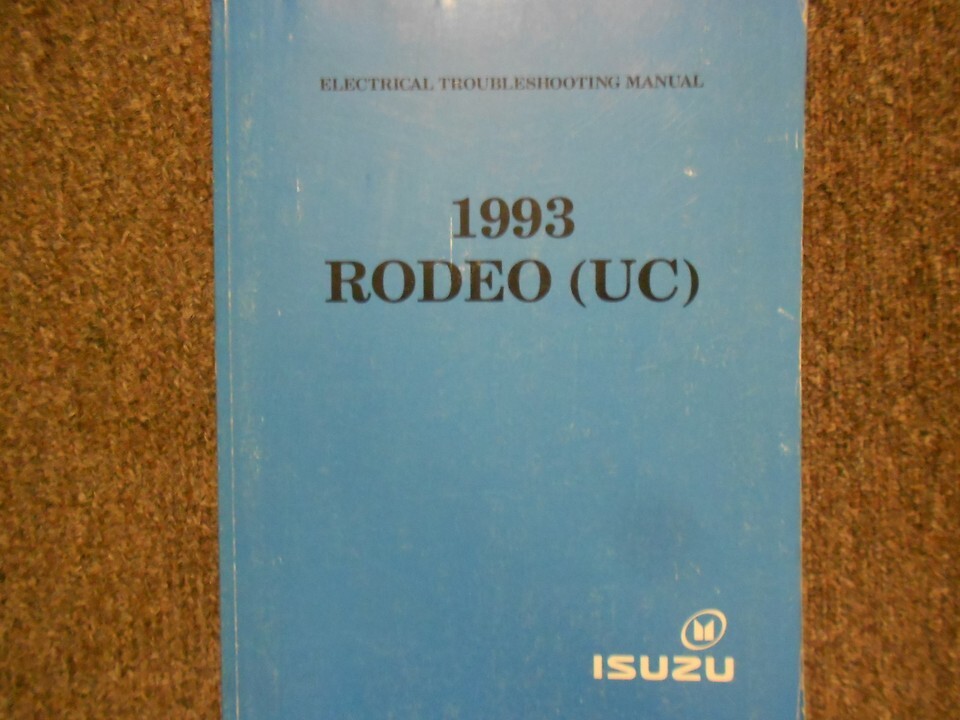 ELECTRICAL TROUBLESHOOTING MANUAL
1993
RODEO (UC)
ISUZU